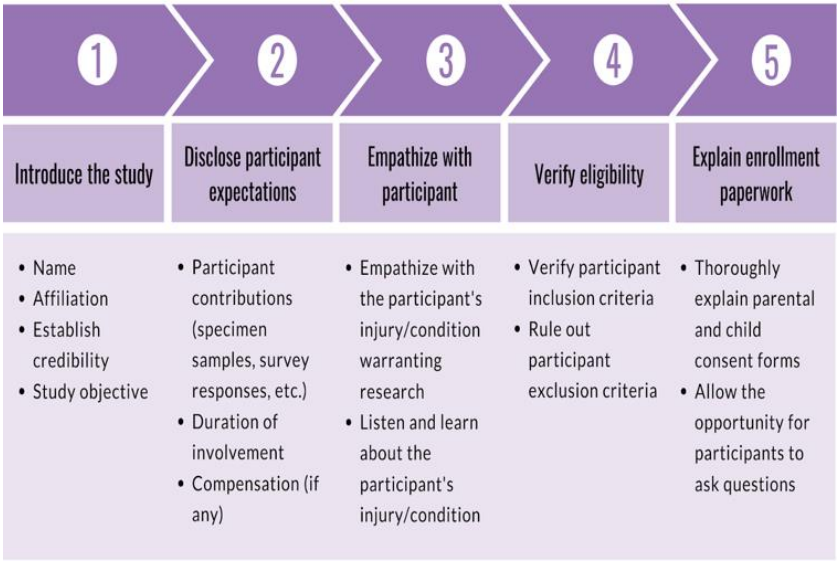 1
2
3
4
5
Introduce the study
Disclose participant
expectations
Empathize with
participant
Verify eligibility
Explain enrollment
paperwork
• Name
• Affiliation
• Establish
credibility
• Study objective
• Participant
contributions
(specimen
samples, survey
responses, etc.)
• Duration of
involvement
• Compensation (if
any)
• Empathize with
the participant's
injury/condition
warranting
research
• Listen and learn
about the
participant's
injury/condition
• Verify participant
inclusion criteria
• Rule out
participant
exclusion criteria
• Thoroughly
explain parental
and child
consent forms
• Allow the
opportunity for
participants to
ask questions